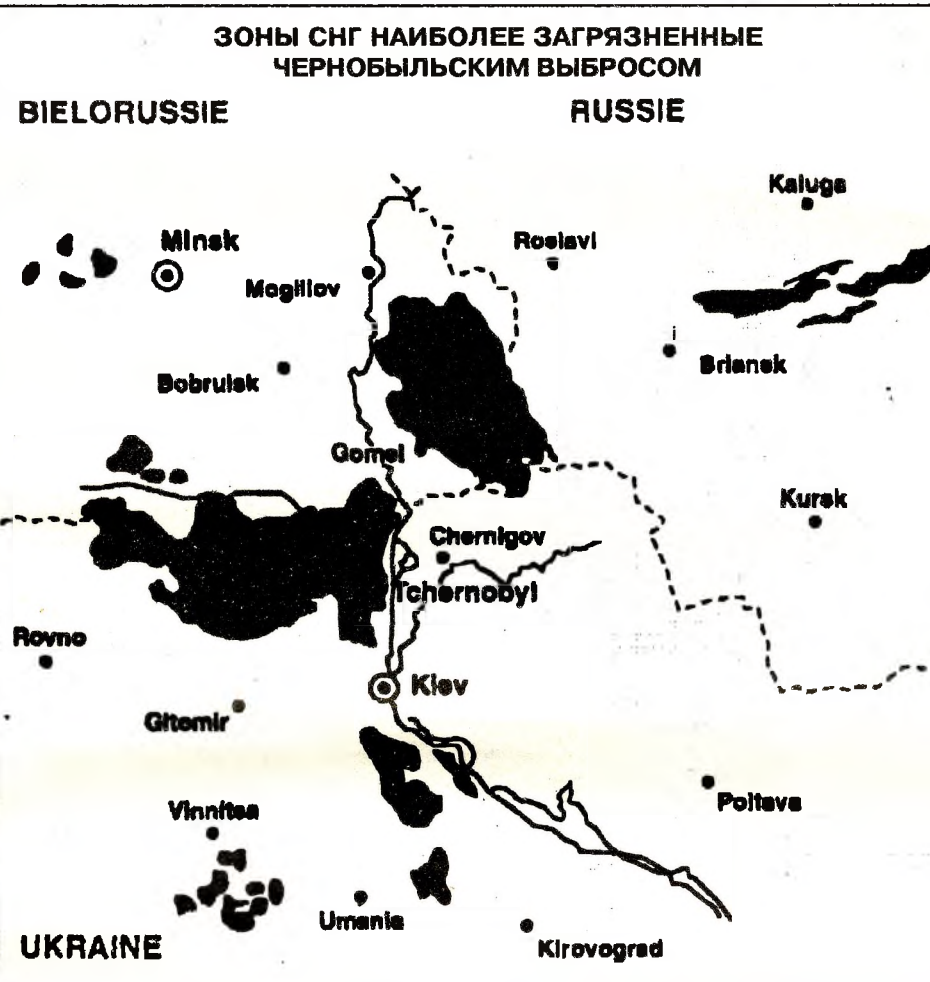 ЗОНЫ СНГ НАИБОЛЕЕ ЗАГРЯЗНЕННЫЕ
ЧЕРНОБЫЛЬСКИМ ВЫБРОСОМ
BIELORUSSIE
RUSSIE
Kaluga
Minsk
Roslavl
Mogiliov
Briansk
Bobruisk
Gomel
Kursk
Chernigov
Tchernobyl
Rovno
Kiev
Gitomir
Poltava
Vinnitsa
Umania
UKRAINE
Kirovograd